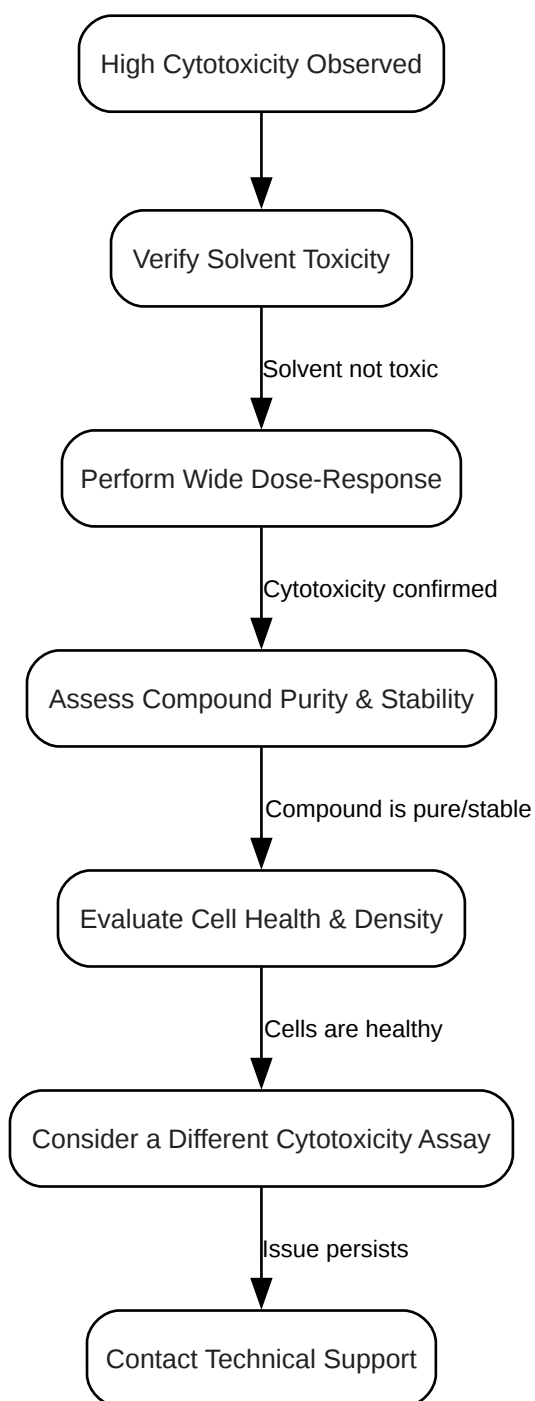 High Cytotoxicity Observed
Verify Solvent Toxicity
Solvent not toxic
Perform Wide Dose-Response
Cytotoxicity confirmed
Assess Compound Purity & Stability
Compound is pure/stable
Evaluate Cell Health & Density
Cells are healthy
Consider a Different Cytotoxicity Assay
Issue persists
Contact Technical Support